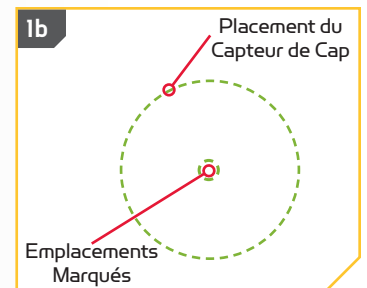 1b
Placement du
Capteur de Cap
Emplacements
Marqués